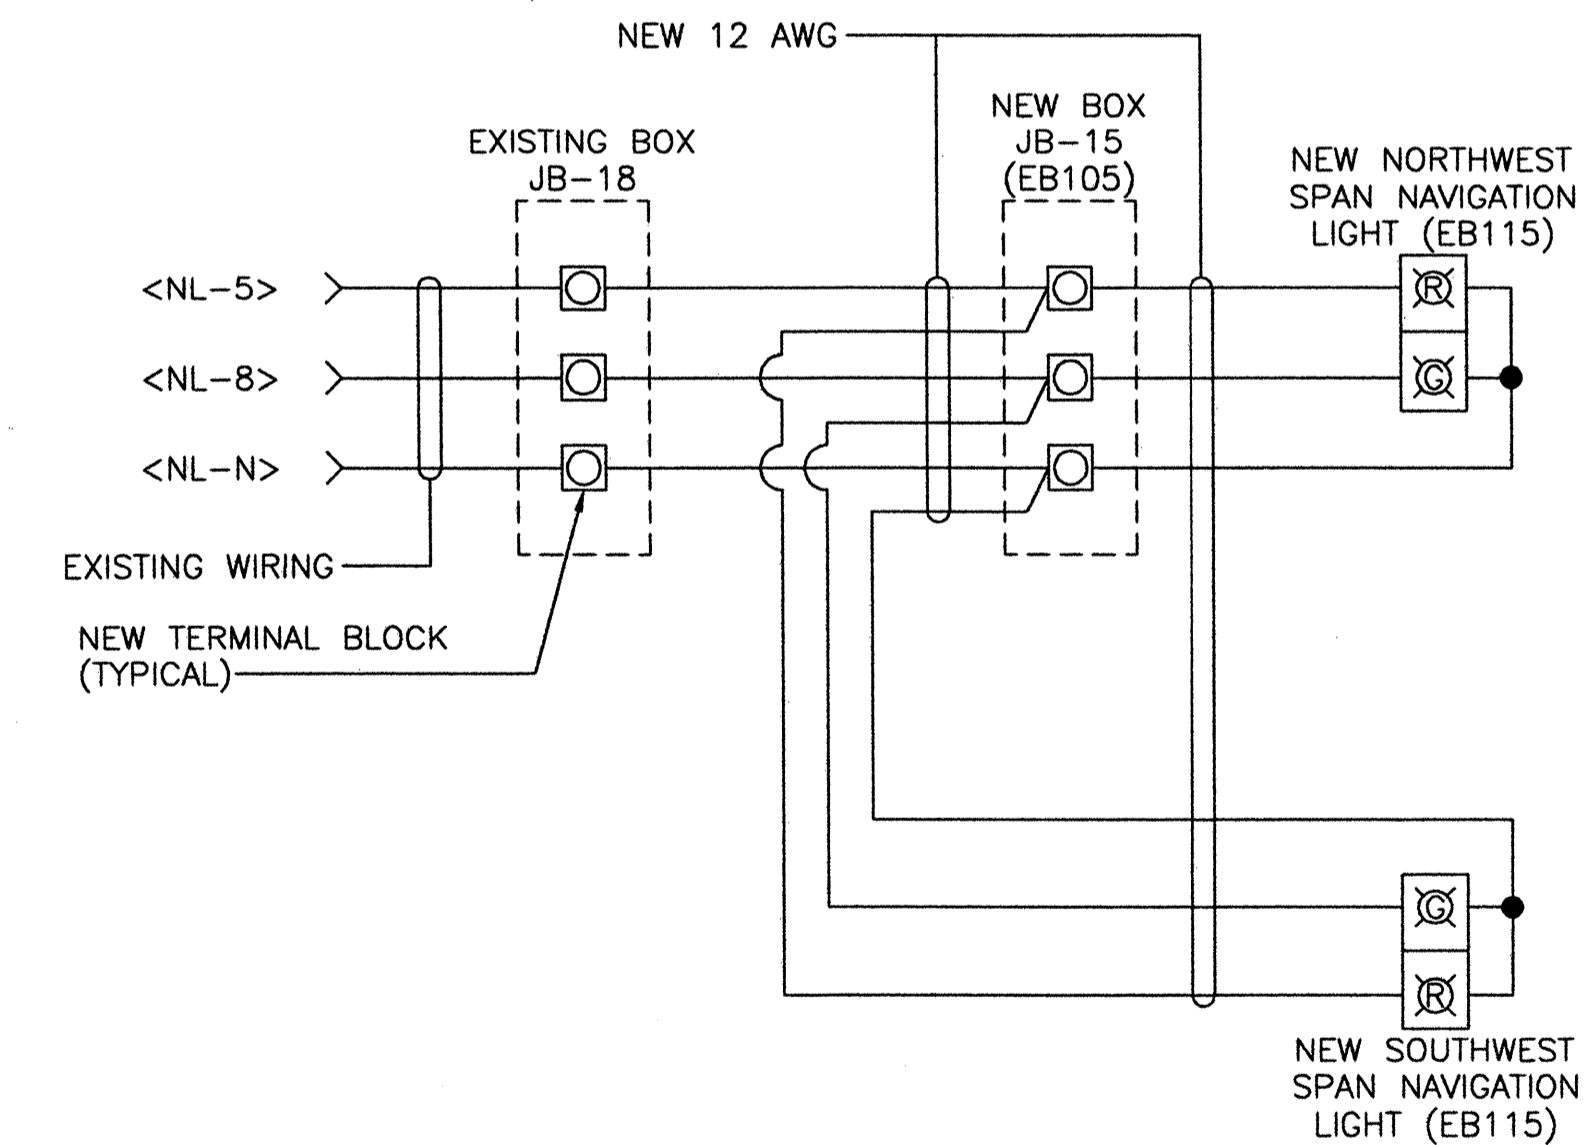 NEW 12 AWG
NEW BOX
JB-15
(EB105)
EXISTING BOX
JB-18
NEW NORTHWEST
SPAN NAVIGATION
LIGHT (EB115)
<NL-5>
R
<NL-8>
G
<NL-N>
EXISTING WIRING
NEW TERMINAL BLOCK
(TYPICAL)
G
R
NEW SOUTHWEST
SPAN NAVIGATION
LIGHT (EB115)